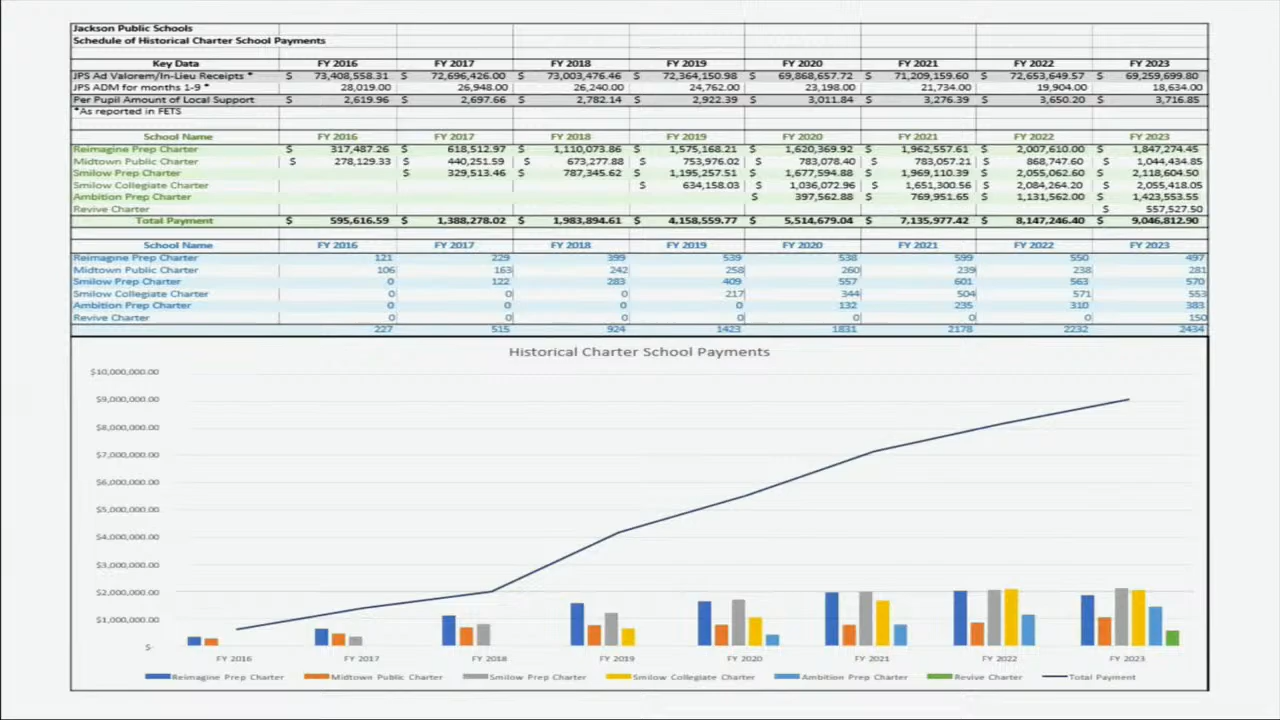 Jackson Public Schools
Schedule of Historical Charter School Payments
Key Data FY 2016 FY 2017 FY 2018 FY 2019 FY 2020 FY 2021 FY 2022 FY 2023
JPS Ad Valorem/In-Lieu Receipts * $ 73,408,558.31 $ 72,696,426.00 $ 73,003,476.46 $ 72,364,150.98 $ 69,868,657.72 $ 71,209,159.60 $ 72,653,649.57 $ 69,259,699.80
JPS ADM for months 1-9 * 28,019.00 26,948.00 26,240.00 24,762.00 23,198.00 21,734.00 19,904.00 18,634.00
Per Pupil Amount of Local Support $ 2,619.96 $ 2,697.66 $ 2,782.14 $ 2,922.39 $ 3,011.84 $ 3,276.39 $ 3,650.20 $ 3,716.85
*As reported in FETS
School Name FY 2016 FY 2017 FY 2018 FY 2019 FY 2020 FY 2021 FY 2022 FY 2023
Reimagine Prep Charter $ 317,487.26 $ 618,512.97 $ 1,110,073.86 $ 1,575,168.21 $ 1,620,369.92 $ 1,962,557.61 $ 2,007,610.00 $ 1,847,274.45
Midtown Public Charter $ 278,129.33 $ 440,251.59 $ 673,277.88 $ 753,976.02 $ 783,078.40 $ 783,057.21 $ 868,747.60 $ 1,044,434.85
Smilow Prep Charter $ 329,513.46 $ 787,345.62 $ 1,195,257.51 $ 1,677,594.88 $ 1,969,110.39 $ 2,055,062.60 $ 2,118,604.50
Smilow Collegiate Charter $ 634,158.03 $ 1,036,072.96 $ 1,651,300.56 $ 2,084,264.20 $ 2,055,418.05
Ambition Prep Charter $ 397,562.88 $ 769,951.65 $ 1,131,562.00 $ 1,423,553.55
Revive Charter $ 557,527.50
Total Payment $ 595,616.59 $ 1,388,278.02 $ 1,983,894.61 $ 4,158,559.77 $ 5,514,679.04 $ 7,135,977.42 $ 8,147,246.40 $ 9,046,812.90
School Name FY 2016 FY 2017 FY 2018 FY 2019 FY 2020 FY 2021 FY 2022 FY 2023
Reimagine Prep Charter 121 229 399 539 538 599 550 497
Midtown Public Charter 106 163 242 258 260 239 238 281
Smilow Prep Charter 0 122 283 409 557 601 563 570
Smilow Collegiate Charter 0 0 0 217 344 504 571 553
Ambition Prep Charter 0 0 0 0 132 235 310 383
Revive Charter 0 0 0 0 0 0 0 150
227 515 924 1423 1831 2178 2232 2434
Historical Charter School Payments
$10,000,000.00
$9,000,000.00
$8,000,000.00
$7,000,000.00
$6,000,000.00
$5,000,000.00
$4,000,000.00
$3,000,000.00
$2,000,000.00
$1,000,000.00
$-
FY 2016 FY 2017 FY 2018 FY 2019 FY 2020 FY 2021 FY 2022 FY 2023
Reimagine Prep Charter Midtown Public Charter Smilow Prep Charter Smilow Collegiate Charter Ambition Prep Charter Revive Charter Total Payment